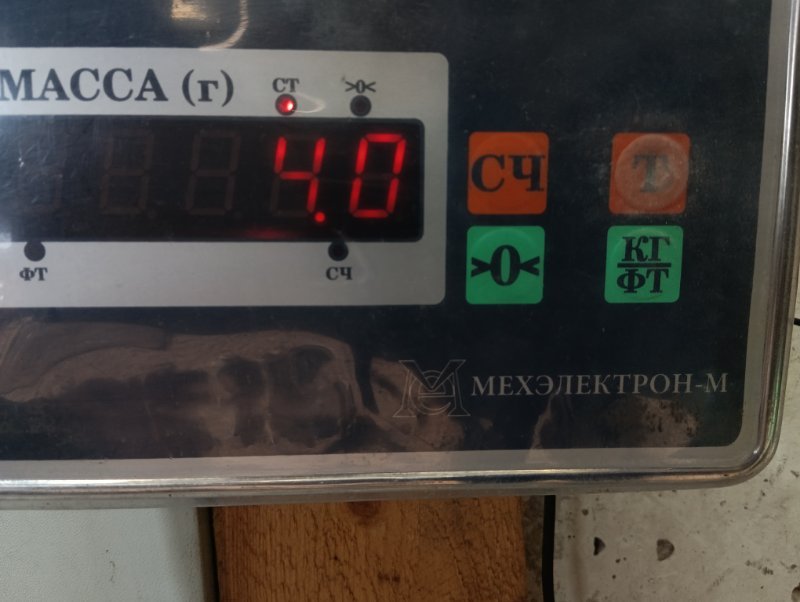 МАССА (г)
СТ >0<
4.0
ФТ СЧ
СЧ Т
>0< КГ
ФТ
МЕХЭЛЕКТРОН-М